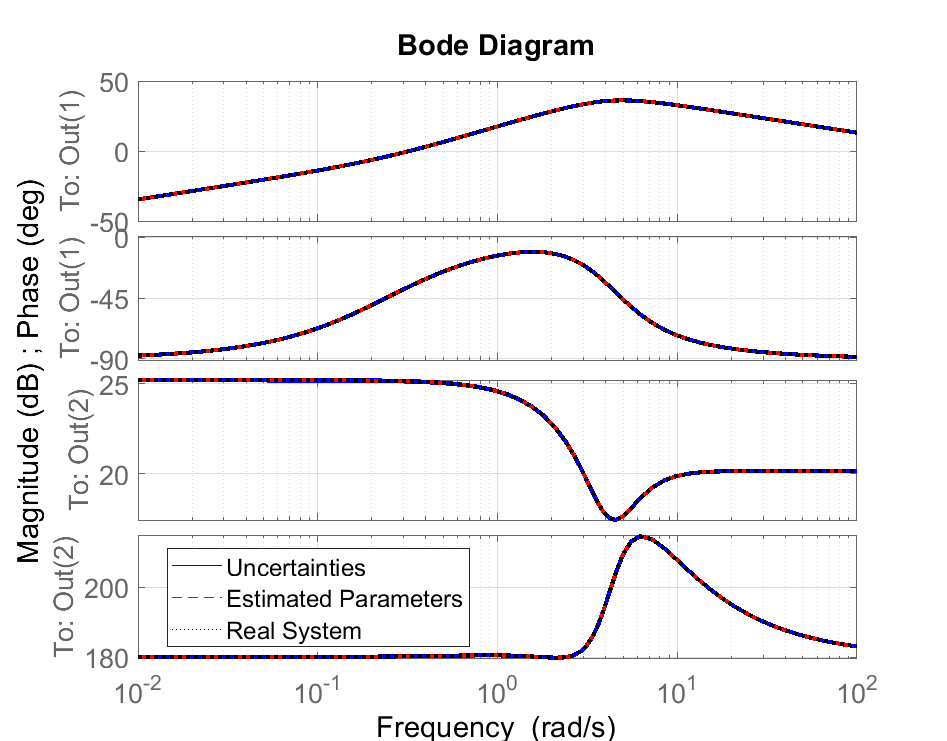 Bode Diagram
Magnitude (dB) ; Phase (deg)
To: Out(1)
50
0
-50
To: Out(1)
0
-45
-90
To: Out(2)
25
20
To: Out(2)
200
180
Uncertainties
Estimated Parameters
Real System
10^-2 10^-1 10^0 10^1 10^2
Frequency (rad/s)